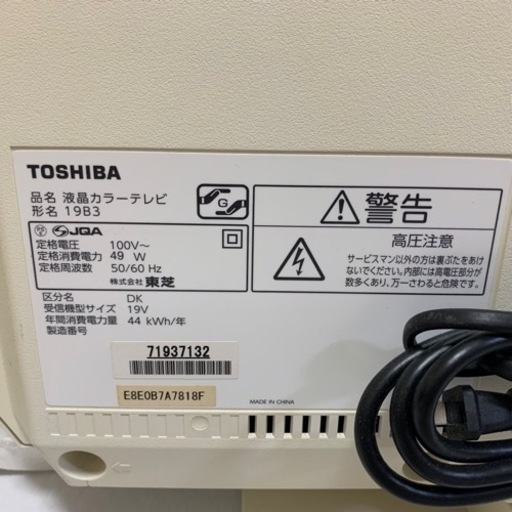 TOSHIBA
品名 液晶カラーテレビ
形名 19B3
JQA
定格電圧 100V～
定格消費電力 49 W
定格周波数 50/60 Hz
株式会社 東芝
区分名 DK
受信機型サイズ 19V
年間消費電力量 44 kWh/年
製造番号
71937132
E8E0B7A7818F
G
警告
高圧注意
サービスマン以外の方は裏ぶたをあけ
ないでください。内部には高電圧部分が
数多くあり、万一さわると危険です。
MADE IN CHINA